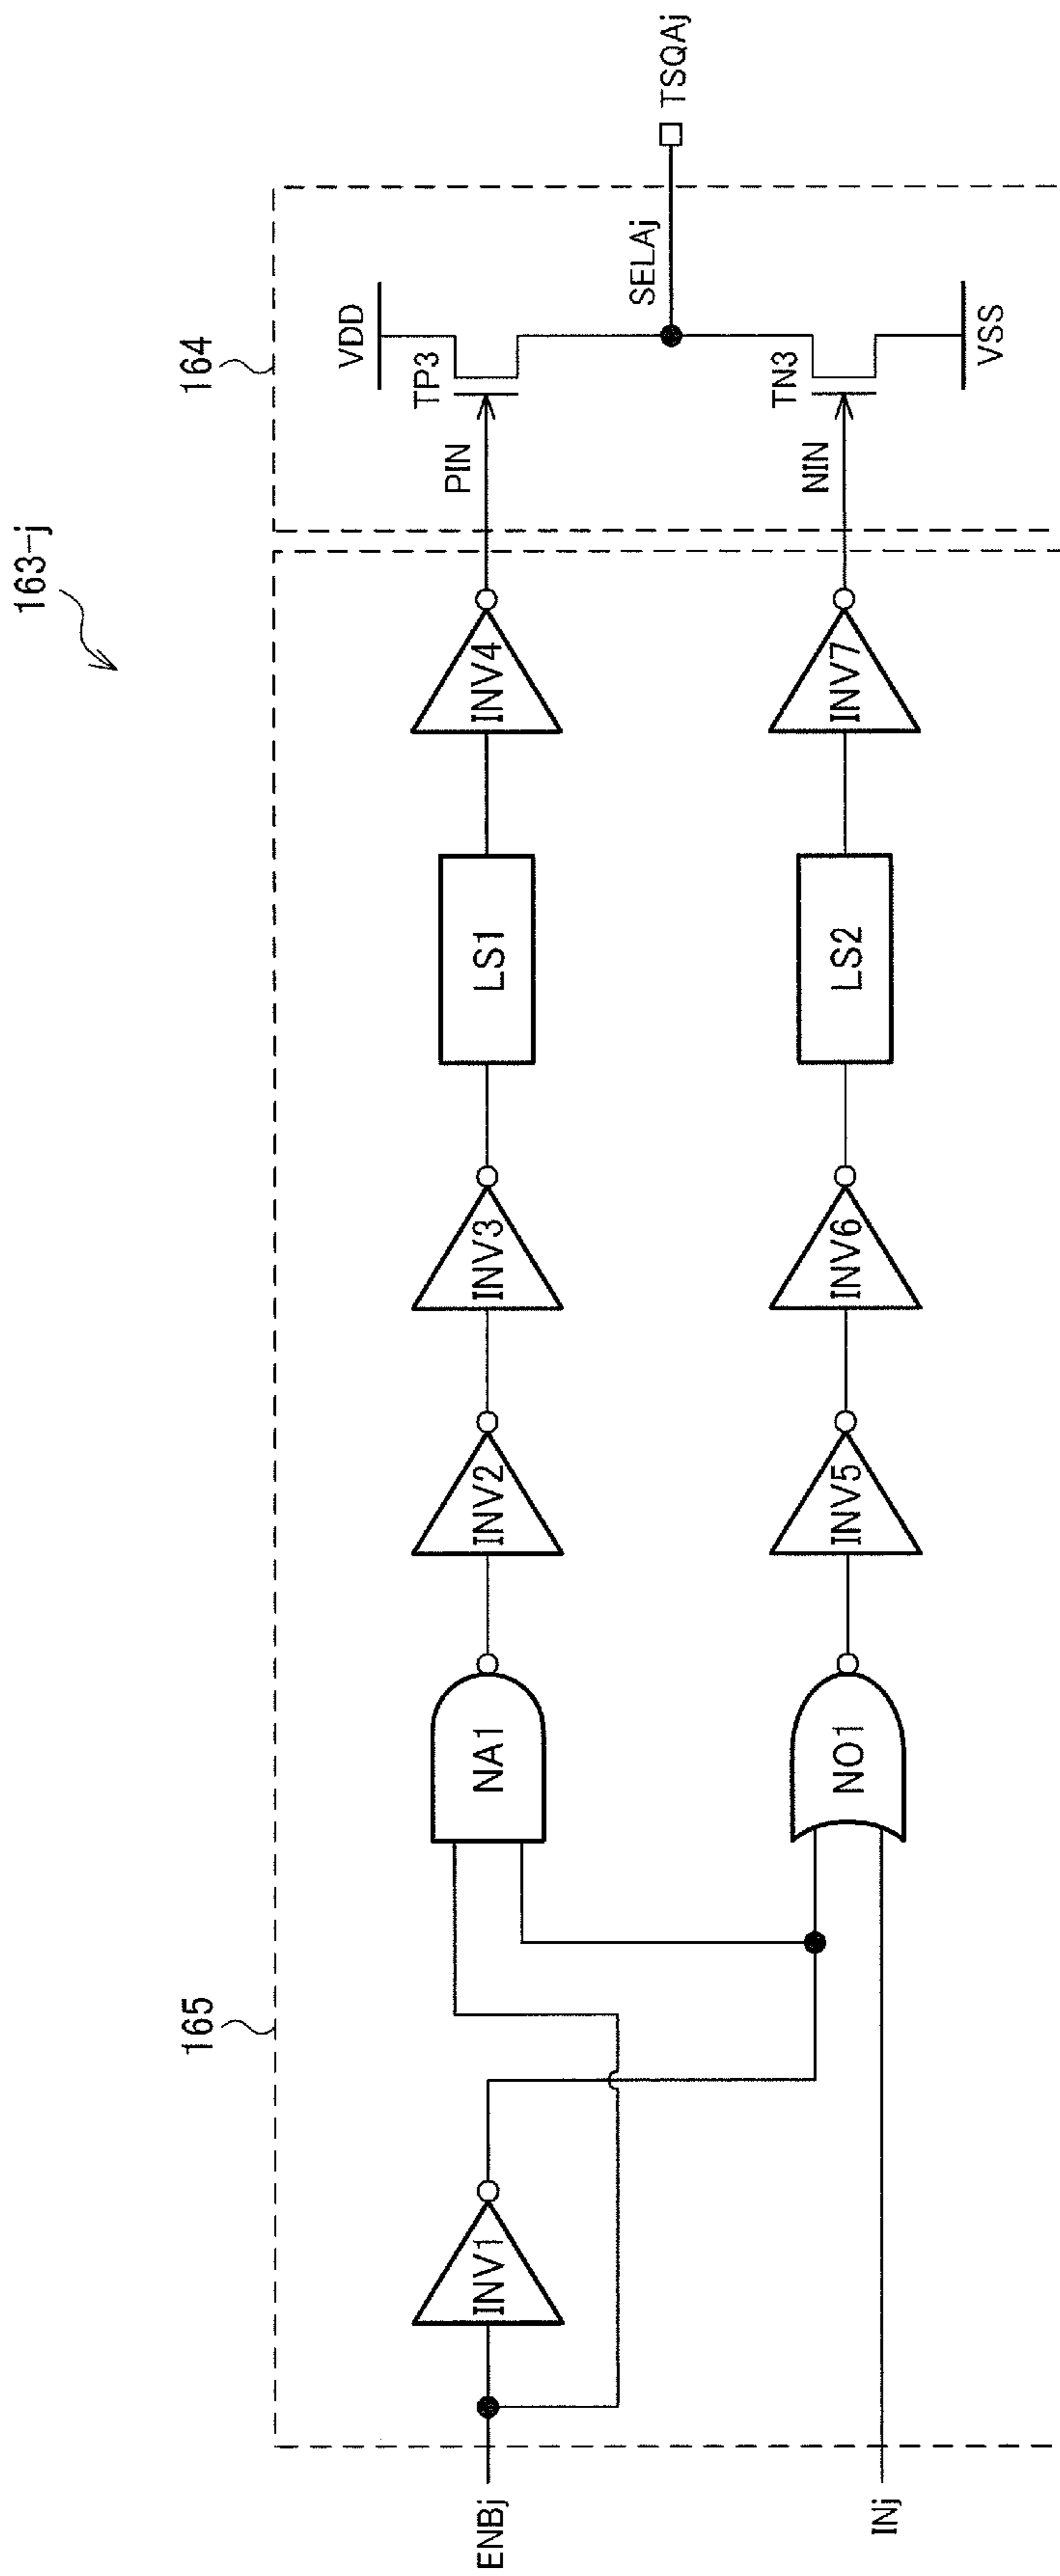 163-j
165
164
ENBj
INV1
NA1
INV2
INV3
LS1
INV4
PIN
VDD
TP3
SELAj
TSQAj
INj
NO1
INV5
INV6
LS2
INV7
NIN
TN3
VSS